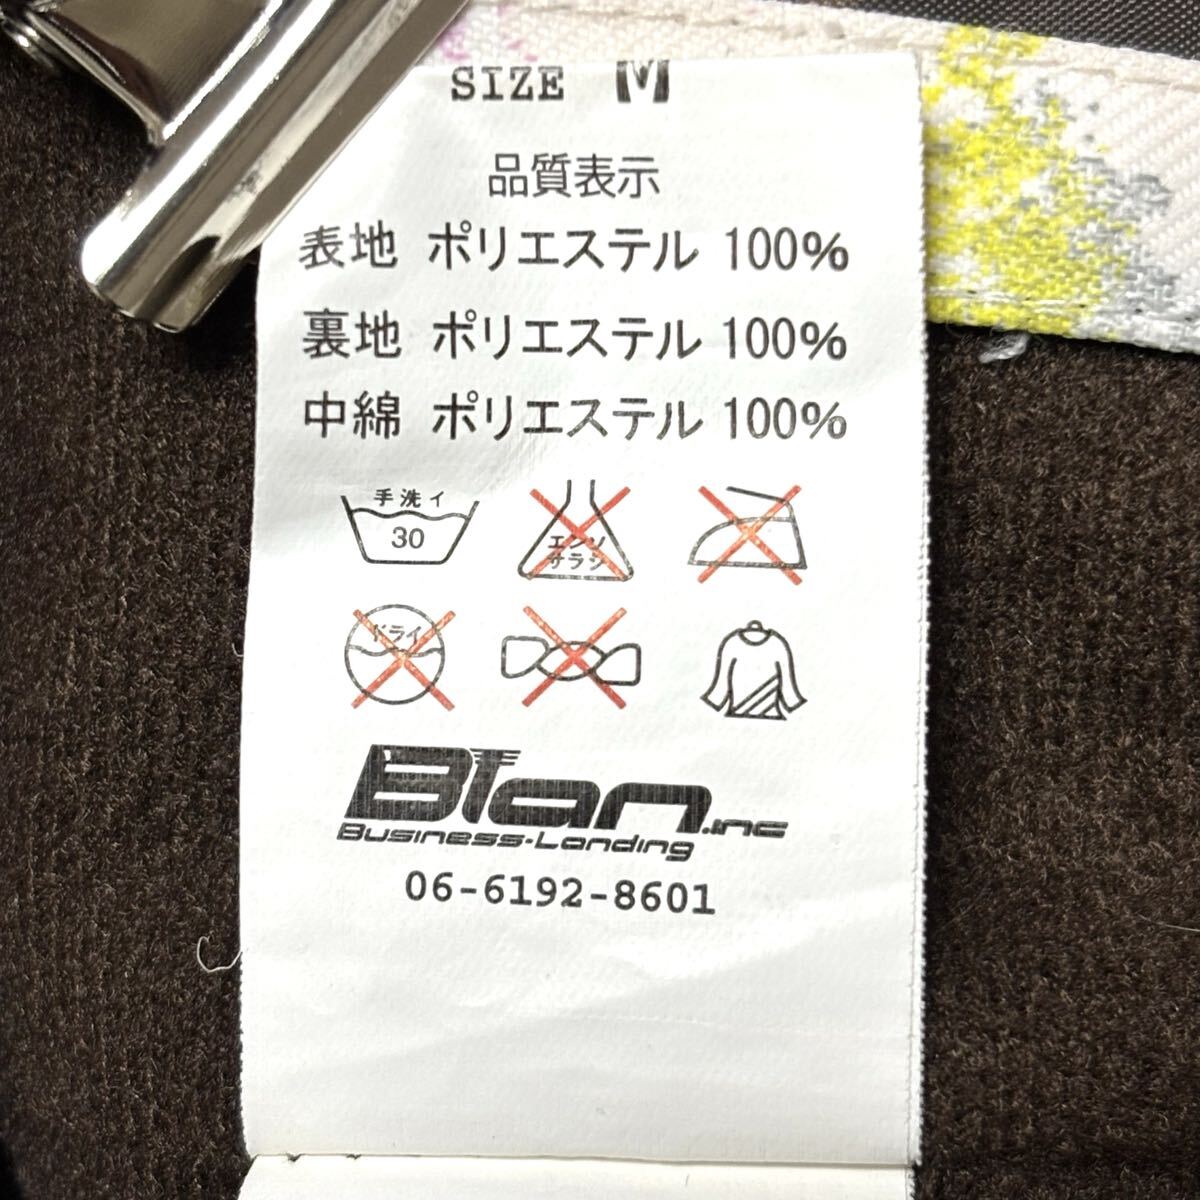 SIZE M
品質表示
表地 ポリエステル 100%
裏地 ポリエステル 100%
中綿 ポリエステル 100%
手洗イ
30
エンソ
サラシ
ドライ
Blan.inc
Business-Landing
06-6192-8601